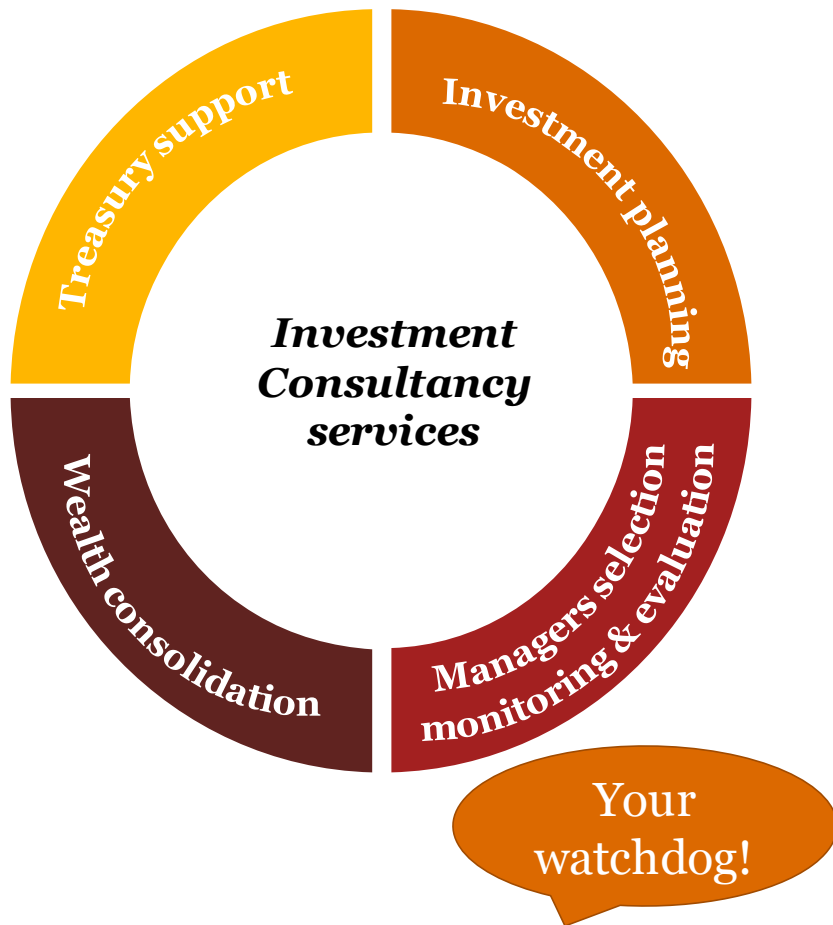 Treasury support
Investment planning
Investment
Consultancy
services
Wealth consolidation
Managers selection
monitoring & evaluation
Your
watchdog!